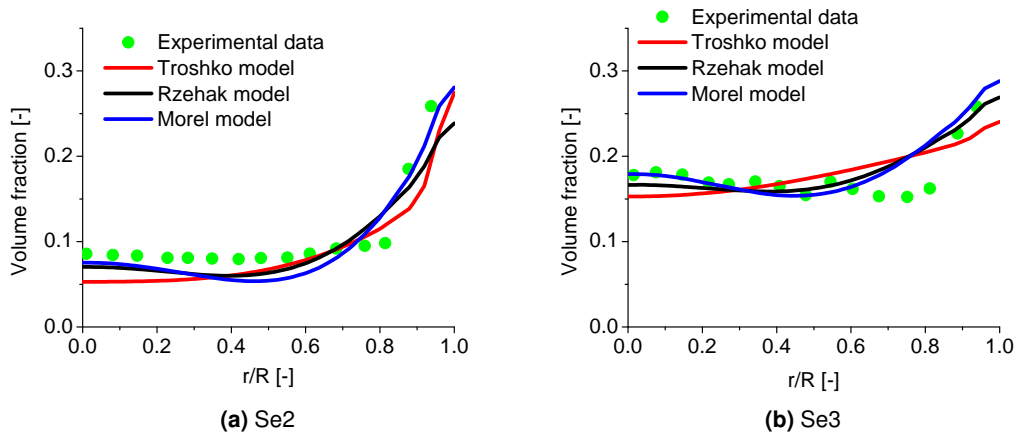 Experimental data
Troshko model
Rzehak model
Morel model
0.3
0.2
0.1
0.0
Volume fraction [-]
0.0 0.2 0.4 0.6 0.8 1.0
r/R [-]
(a) Se2
Experimental data
Troshko model
Rzehak model
Morel model
0.3
0.2
0.1
0.0
Volume fraction [-]
0.0 0.2 0.4 0.6 0.8 1.0
r/R [-]
(b) Se3